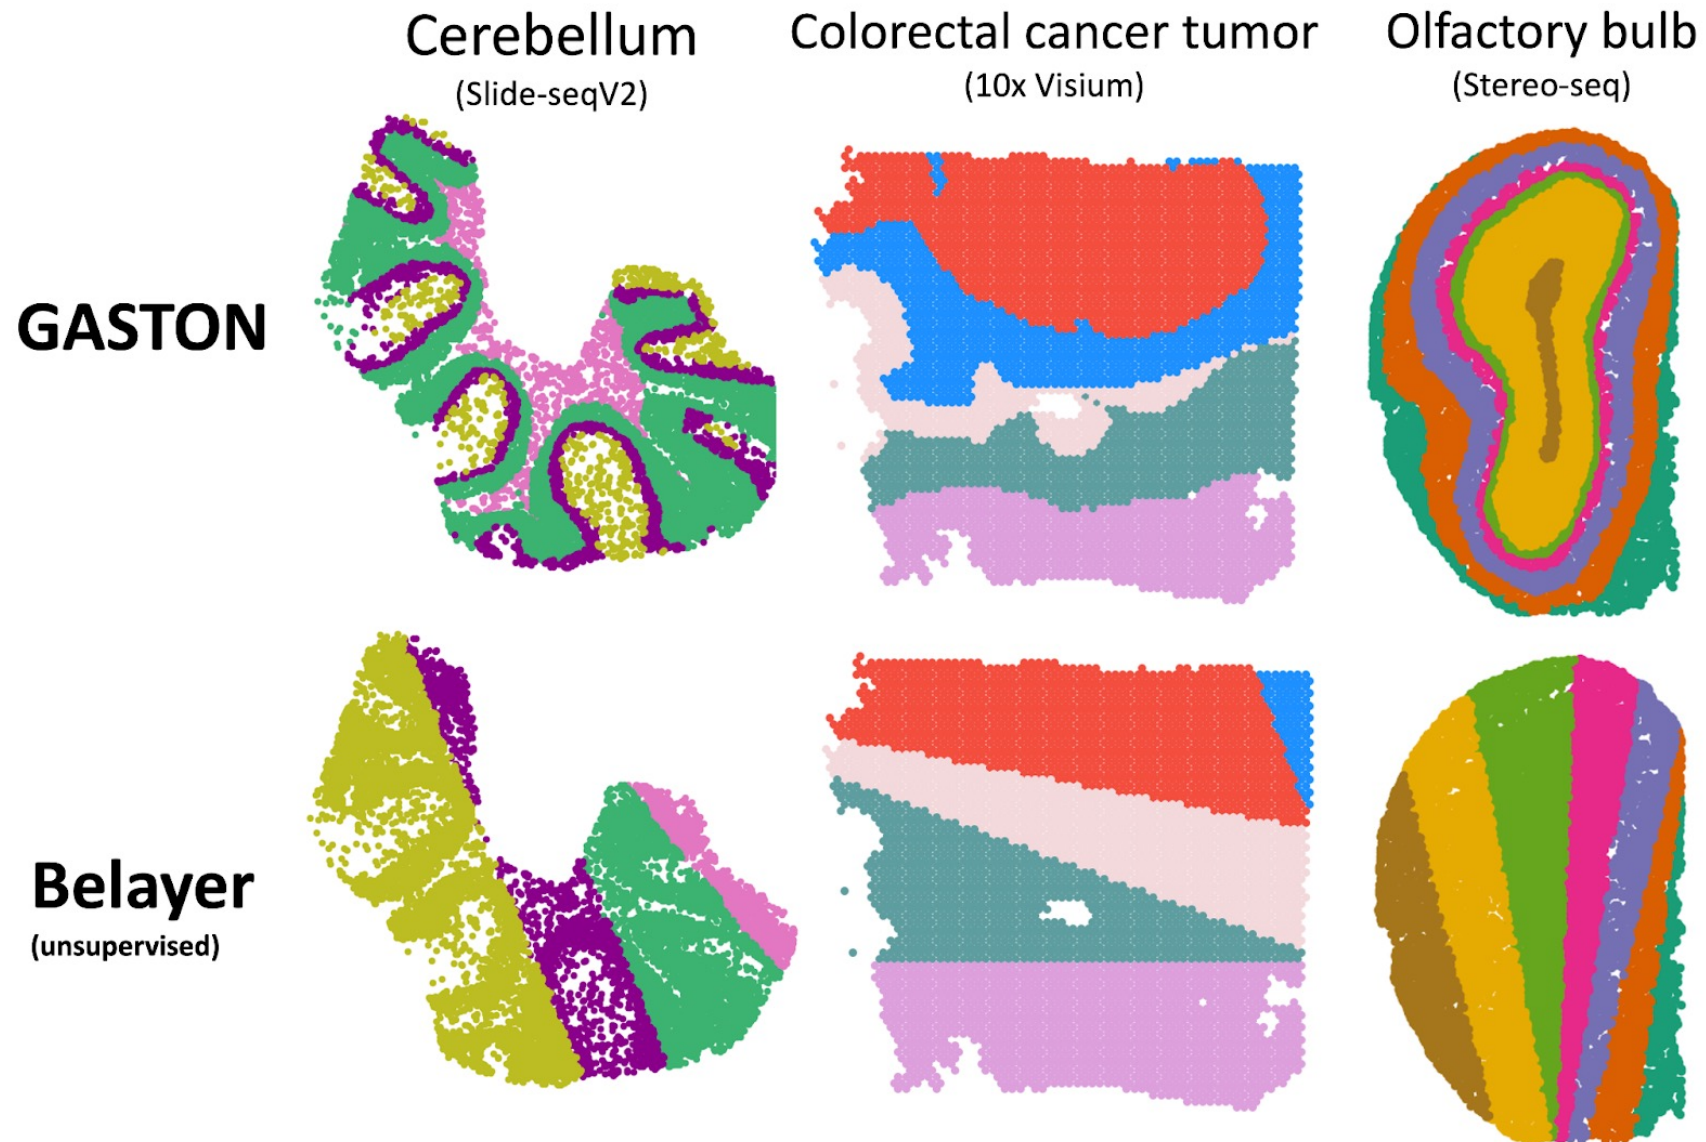 Cerebellum
(Slide-seqV2)
Colorectal cancer tumor
(10x Visium)
Olfactory bulb
(Stereo-seq)
GASTON
Belayer
(unsupervised)